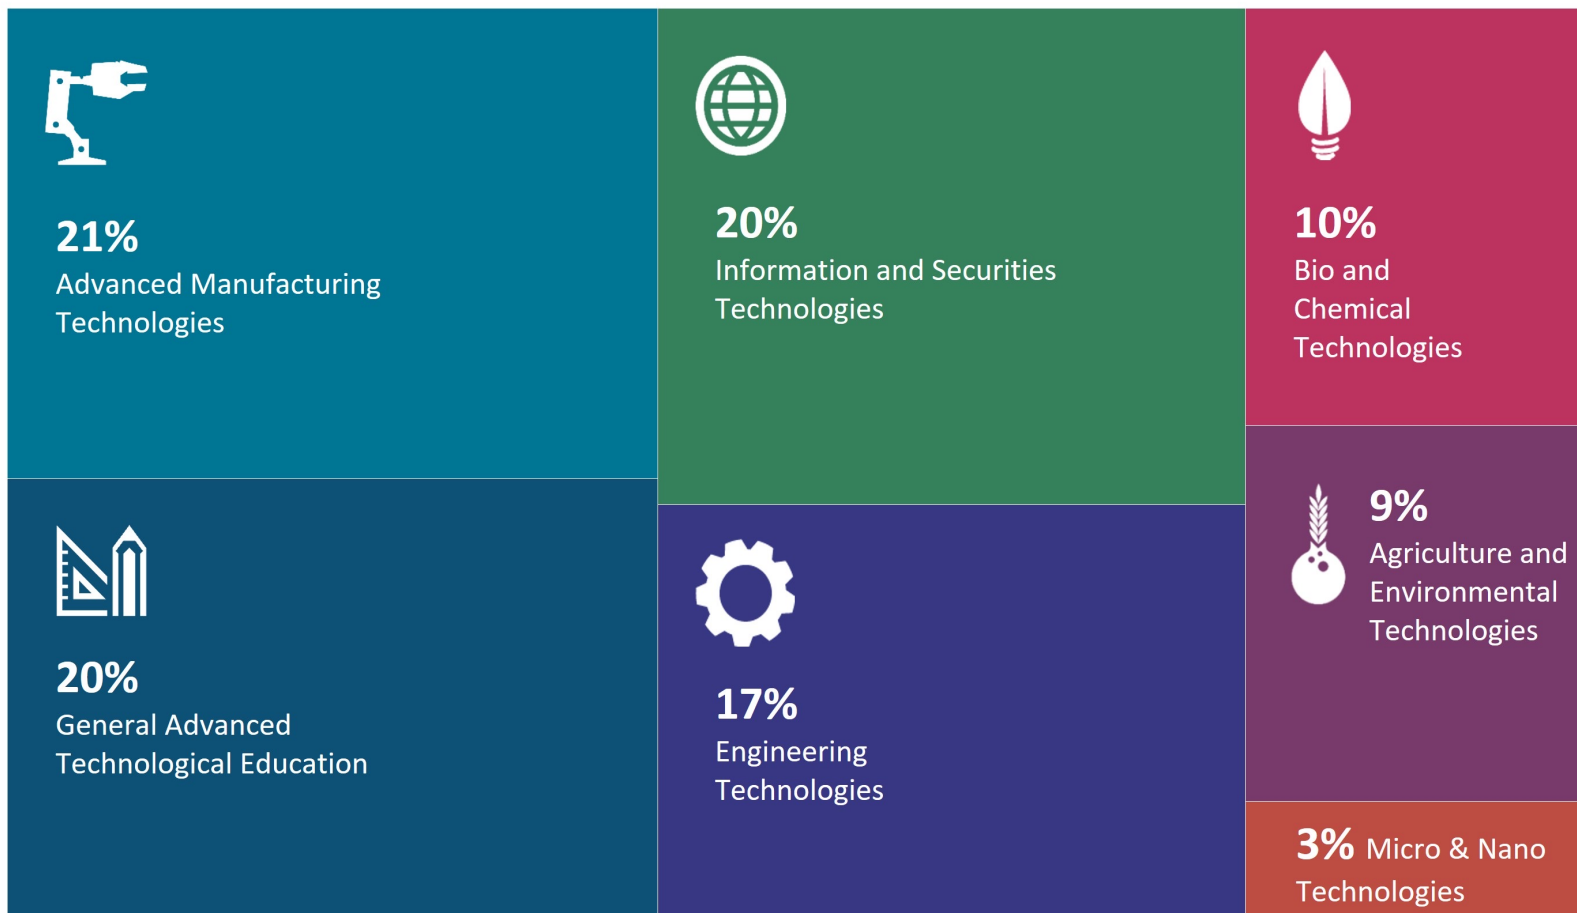 21%
Advanced Manufacturing
Technologies
20%
General Advanced
Technological Education
20%
Information and Securities
Technologies
17%
Engineering
Technologies
10%
Bio and
Chemical
Technologies
9%
Agriculture and
Environmental
Technologies
3% Micro & Nano
Technologies